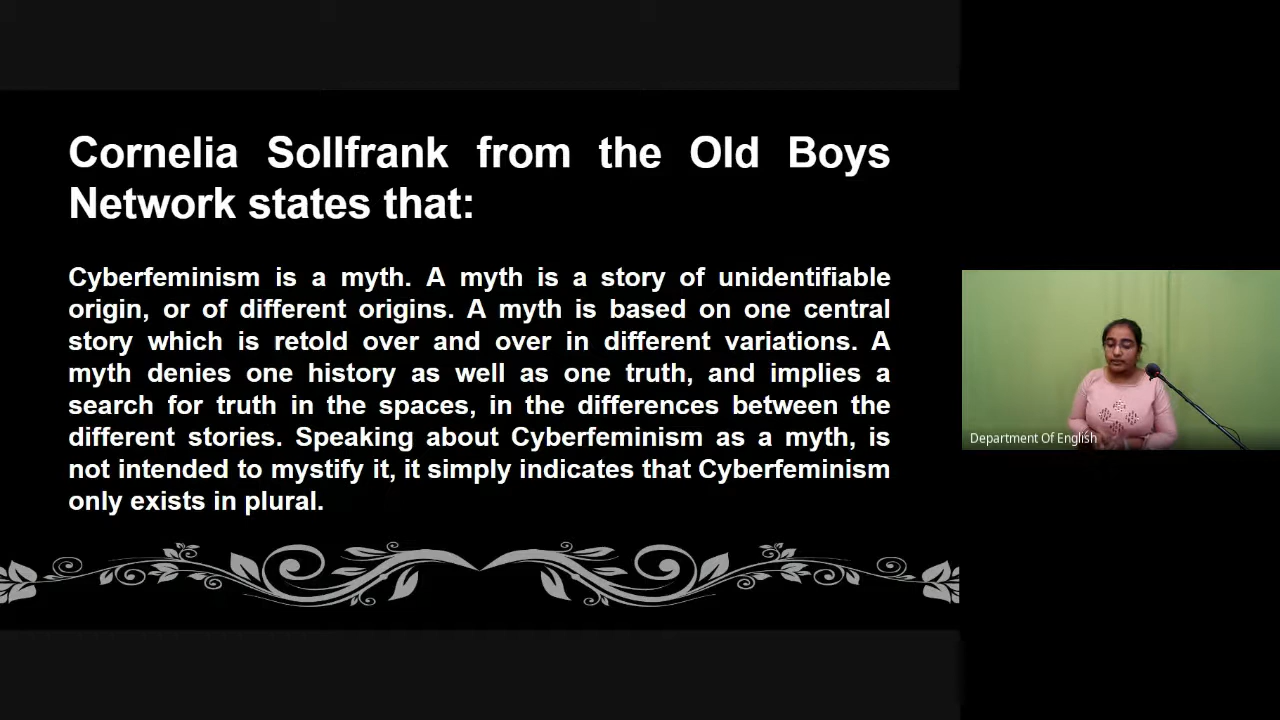 Cornelia Sollfrank from the Old Boys
Network states that:
Cyberfeminism is a myth. A myth is a story of unidentifiable
origin, or of different origins. A myth is based on one central
story which is retold over and over in different variations. A
myth denies one history as well as one truth, and implies a
search for truth in the spaces, in the differences between the
different stories. Speaking about Cyberfeminism as a myth, is
not intended to mystify it, it simply indicates that Cyberfeminism
only exists in plural.
Department Of English